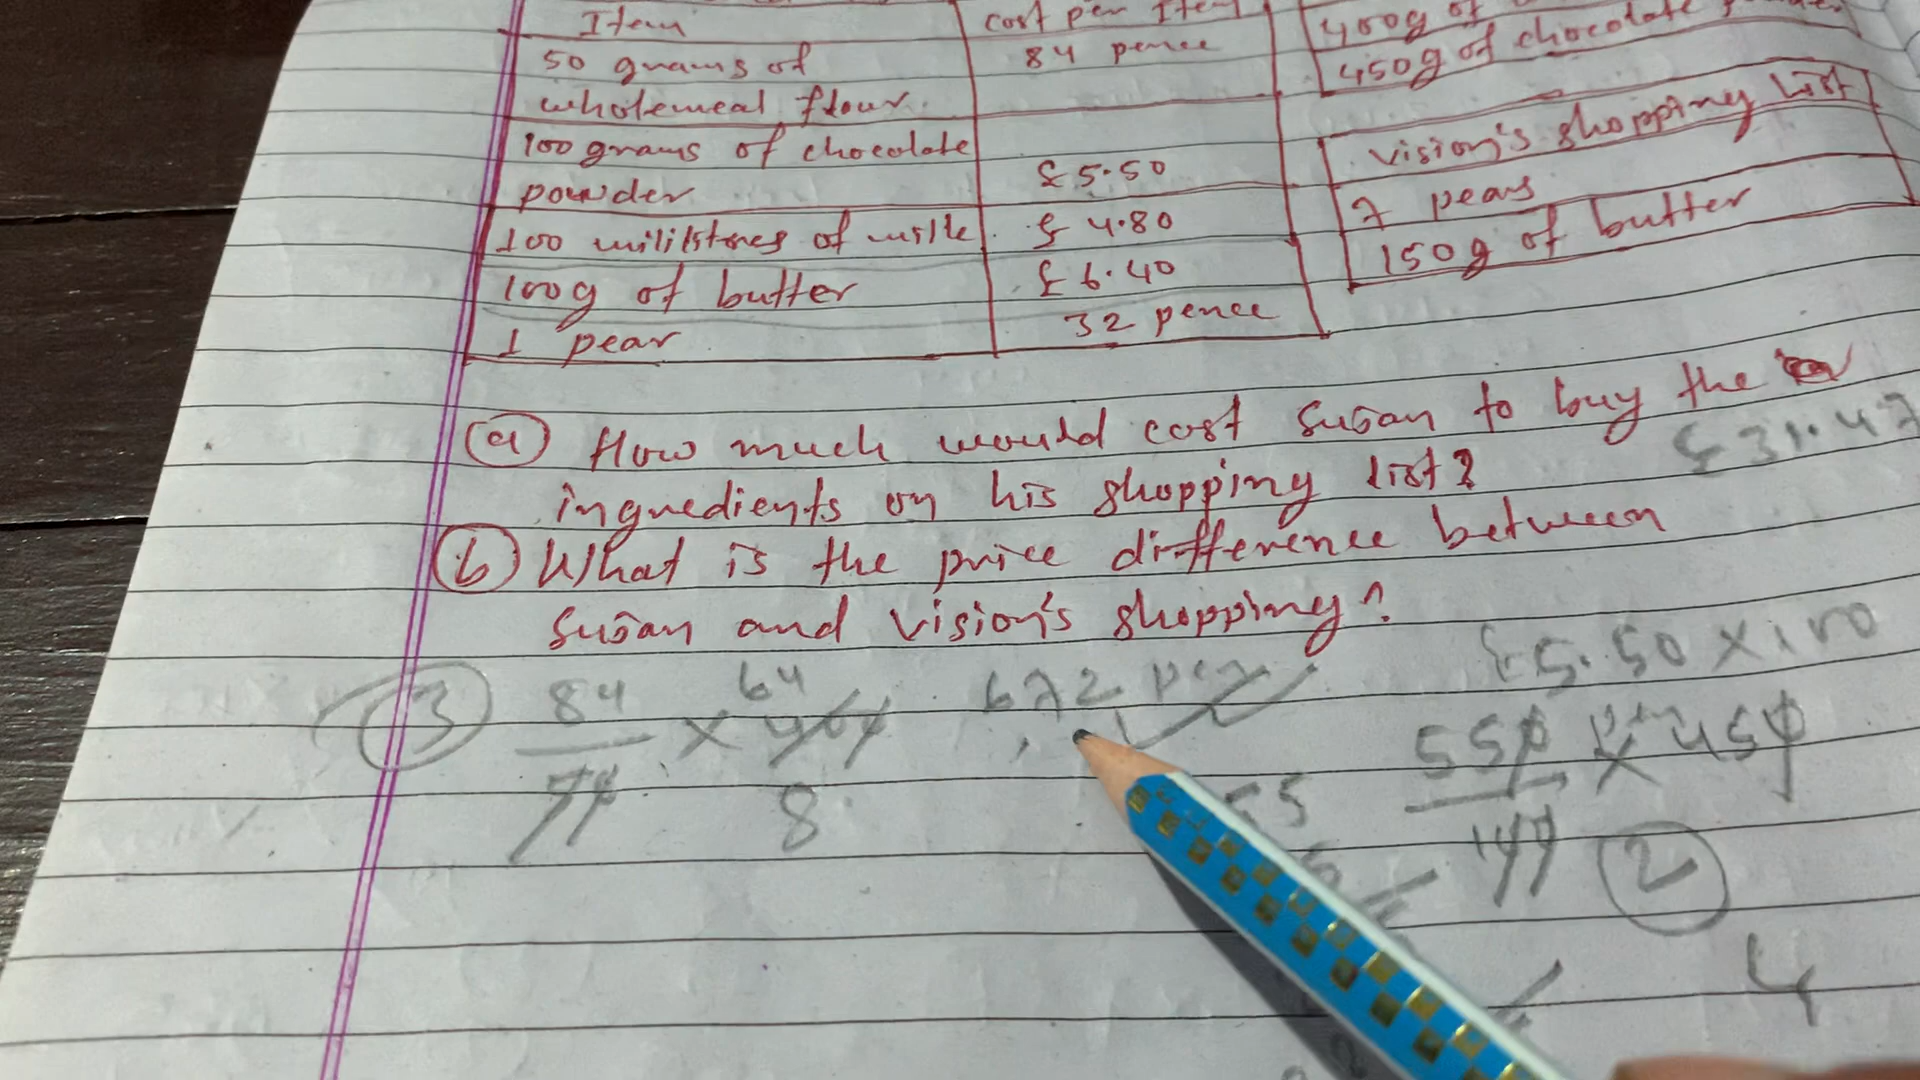 Item
cost per Item
50 grams of
84 pence
wholemeal flour.
100 grams of chocolate
powder
£5.50
100 mililitres of milk
£4.80
100g of butter
£6.40
1 pear
32 pence
400g of
450g of chocolate
Vision's shopping List
7 pears
150g of butter
(a) How much would cost Susan to buy the
ingredients on his shopping list?
£31.47
(b) What is the price difference between
Susan and Vision's shopping?
£5.50 x 100
(3) 84 x 64
672
8
55
550 x 450
(2)
4